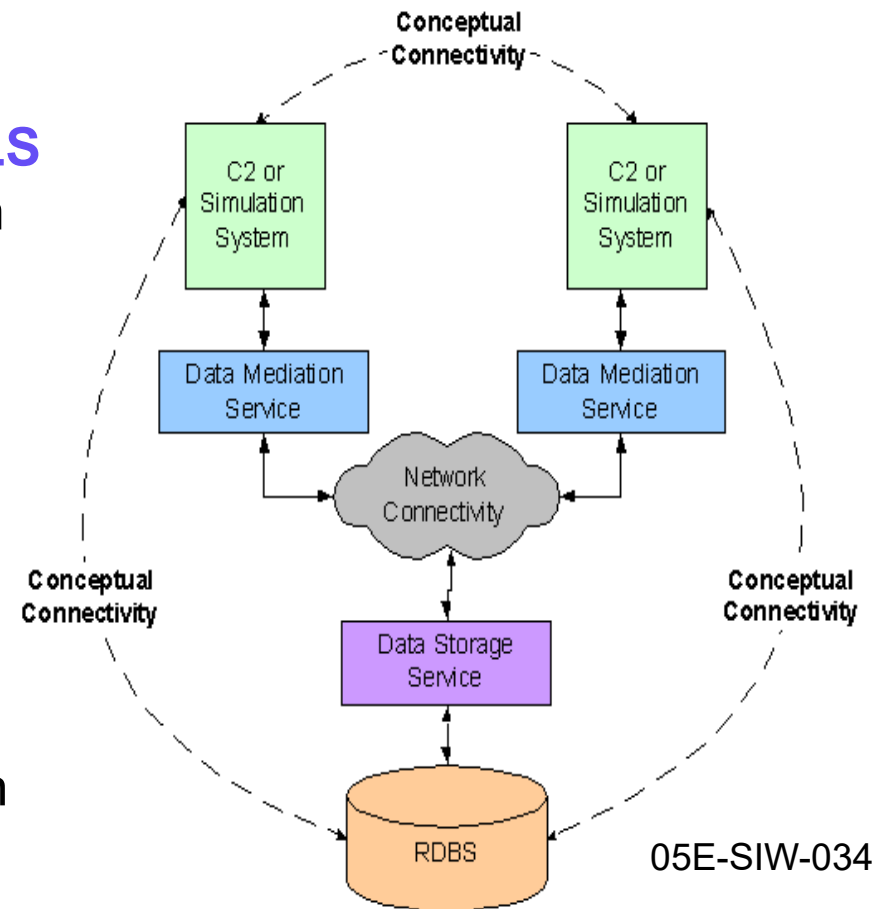 Conceptual
Connectivity
C2 or
Simulation
System
C2 or
Simulation
System
Data Mediation
Service
Data Mediation
Service
Network
Connectivity
Conceptual
Connectivity
Conceptual
Connectivity
Data Storage
Service
RDBS
05E-SIW-034